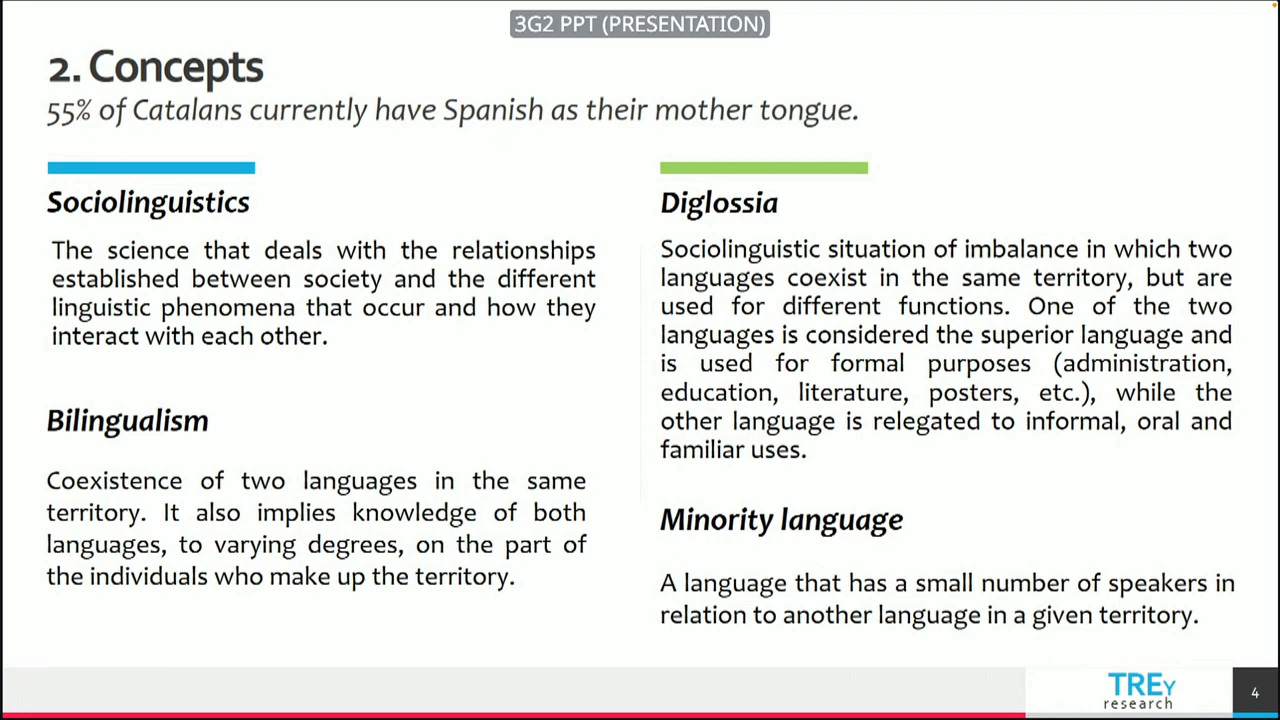 3G2 PPT (PRESENTATION)
2. Concepts
55% of Catalans currently have Spanish as their mother tongue.
Sociolinguistics
The science that deals with the relationships
established between society and the different
linguistic phenomena that occur and how they
interact with each other.
Bilingualism
Coexistence of two languages in the same
territory. It also implies knowledge of both
languages, to varying degrees, on the part of
the individuals who make up the territory.
Diglossia
Sociolinguistic situation of imbalance in which two
languages coexist in the same territory, but are
used for different functions. One of the two
languages is considered the superior language and
is used for formal purposes (administration,
education, literature, posters, etc.), while the
other language is relegated to informal, oral and
familiar uses.
Minority language
A language that has a small number of speakers in
relation to another language in a given territory.
TREY
research
4